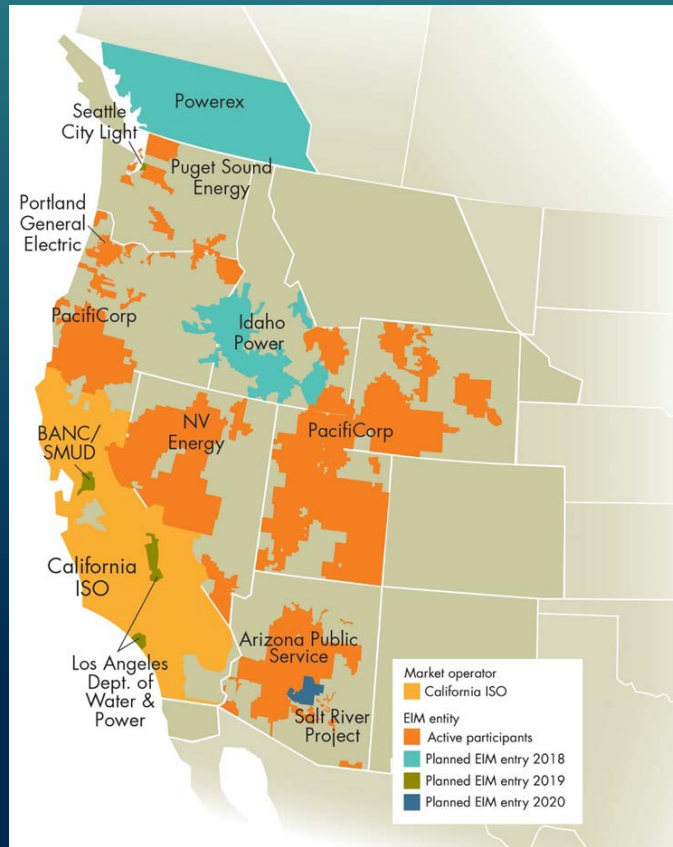 Powerex
Seattle
City Light
Puget Sound
Energy
Portland
General
Electric
PacifiCorp
Idaho
Power
BANC/
SMUD
NV
Energy
PacifiCorp
California
ISO
Los Angeles
Dept. of
Water &
Power
Arizona Public
Service
Salt River
Project
Market operator
California ISO
EIM entity
Active participants
Planned EIM entry 2018
Planned EIM entry 2019
Planned EIM entry 2020